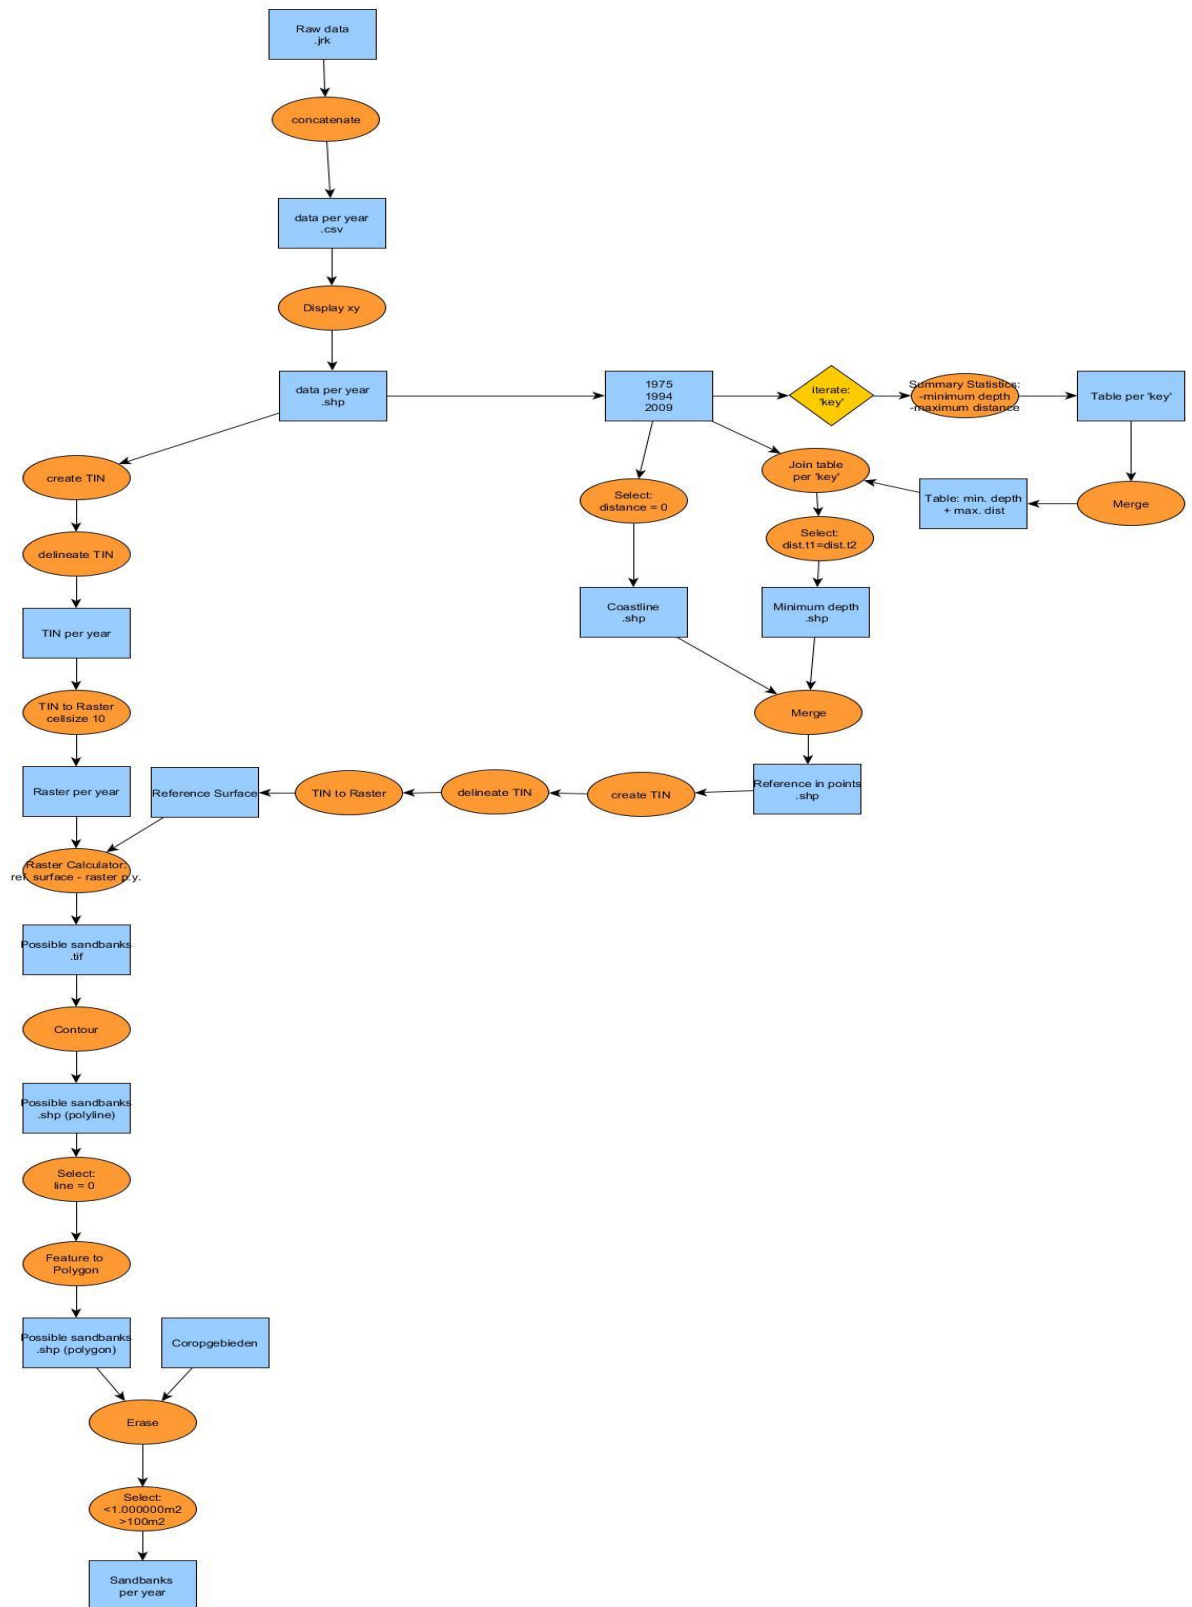 Raw data
.jrk
concatenate
data per year
.csv
Display xy
data per year
.shp
1975
1994
2009
iterate:
'key'
Summary Statistics:
-minimum depth
-maximum distance
Table per 'key'
create TIN
Select:
distance = 0
Join table
per 'key'
Table: min. depth
+ max. dist
Merge
delineate TIN
Select:
dist.t1=dist.t2
TIN per year
Coastline
.shp
Minimum depth
.shp
TIN to Raster
cellsize 10
Merge
Raster per year
Reference Surface
TIN to Raster
delineate TIN
create TIN
Reference in points
.shp
Raster Calculator:
ref. surface - raster p.y.
Possible sandbanks
.tif
Contour
Possible sandbanks
.shp (polyline)
Select:
line = 0
Feature to
Polygon
Possible sandbanks
.shp (polygon)
Coropgebieden
Erase
Select:
<1.000000m2
>100m2
Sandbanks
per year